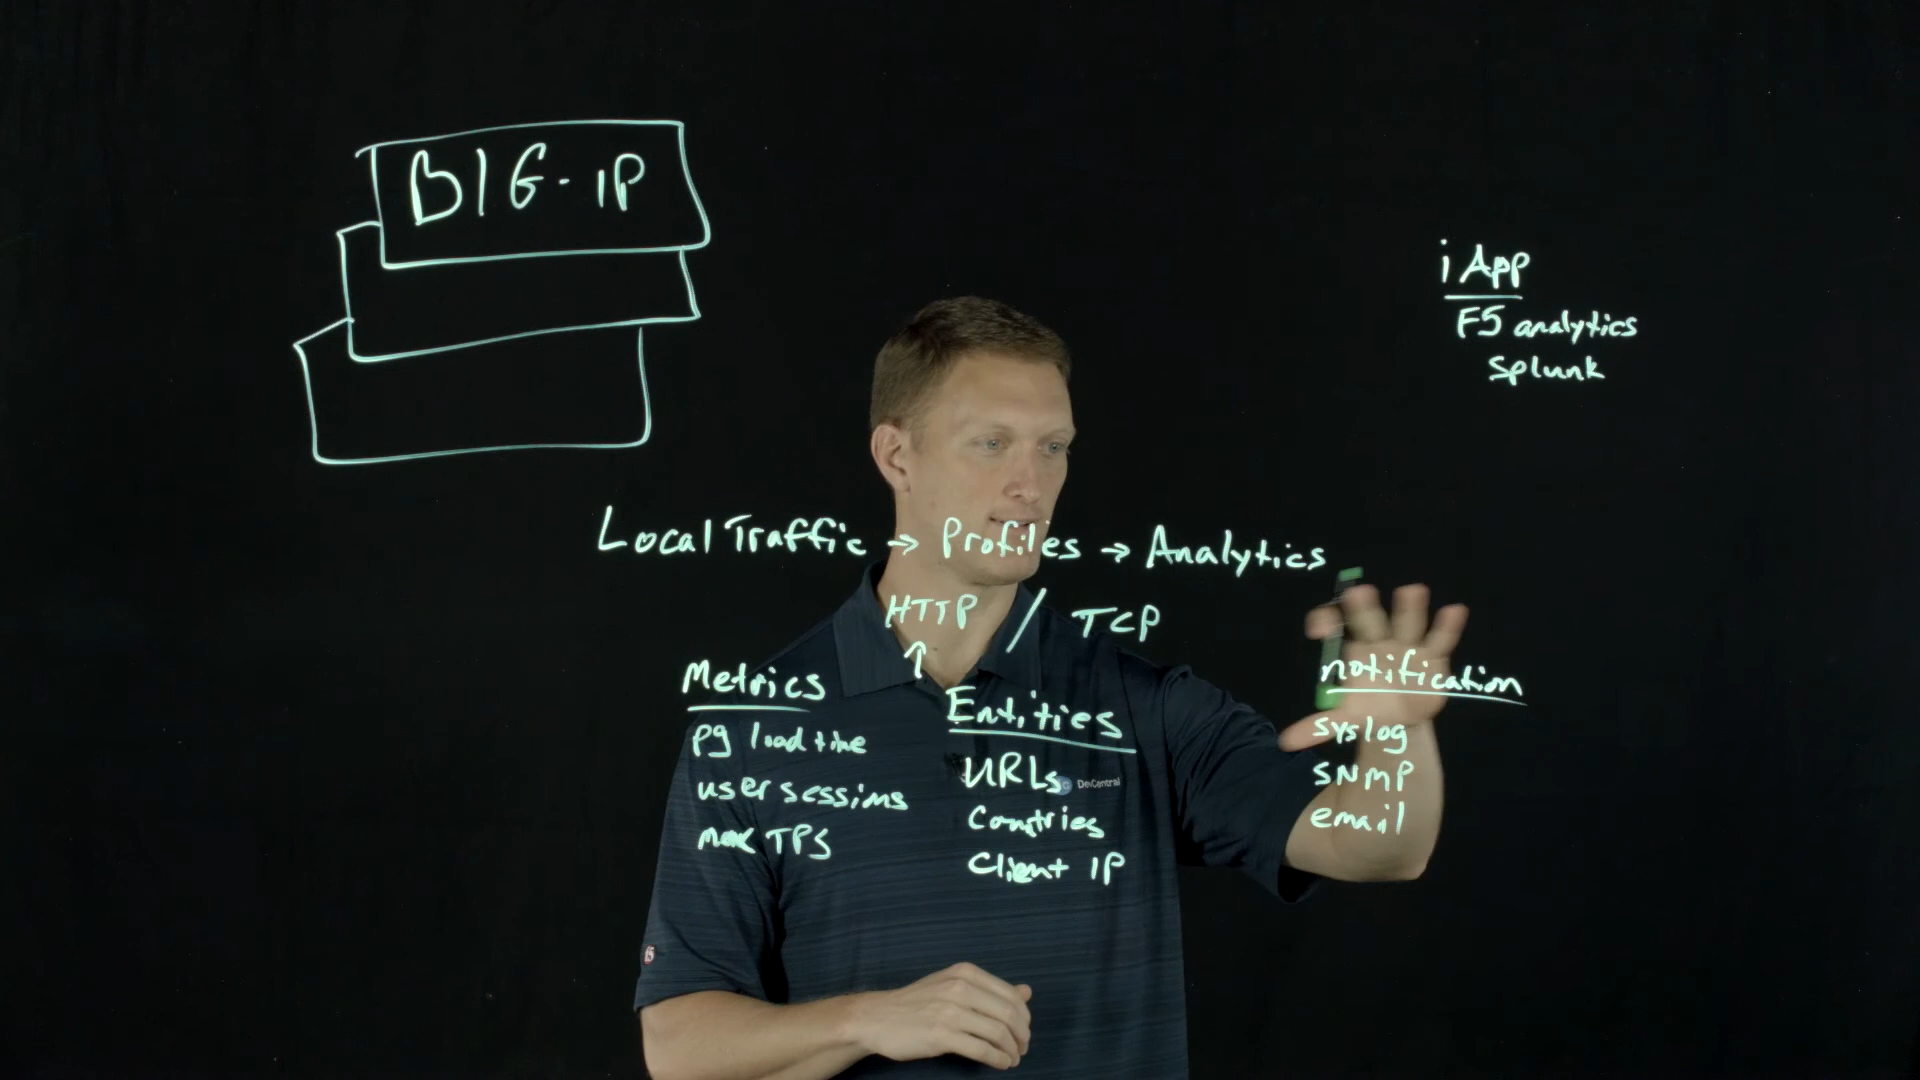 BIG-IP
iApp
F5 analytics
Splunk
Local Traffic → Profiles → Analytics
HTTP / TCP
↑
Metrics
pg load time
user sessions
max TPS
Entities
URLs
Countries
Client IP
notification
syslog
SNMP
email
DevCentral
f5